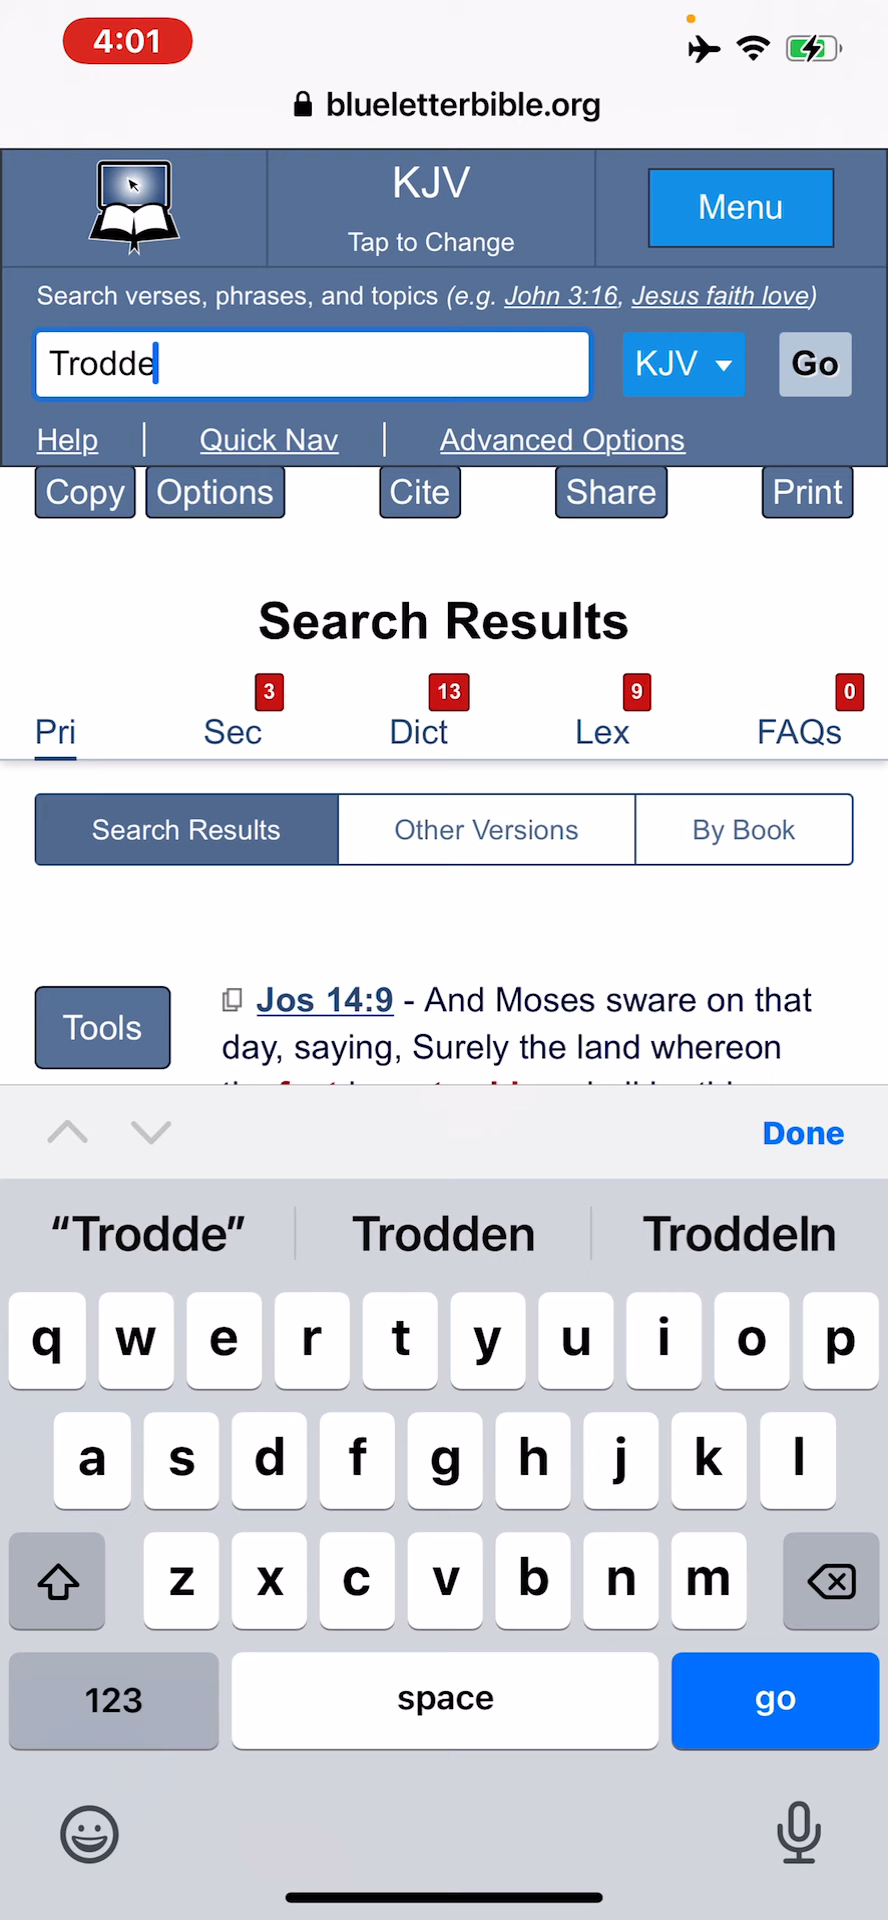 4:01
blueletterbible.org
KJV
Tap to Change
Menu
Search verses, phrases, and topics (e.g. John 3:16, Jesus faith love)
Trodde
KJV
Go
Help | Quick Nav | Advanced Options
Copy Options Cite Share Print
Search Results
3 13 9 0
Pri Sec Dict Lex FAQs
Search Results Other Versions By Book
Tools
Jos 14:9 - And Moses sware on that
day, saying, Surely the land whereon
Done
“Trodde” Trodden Troddeln
q w e r t y u i o p
a s d f g h j k l
z x c v b n m
123 space go